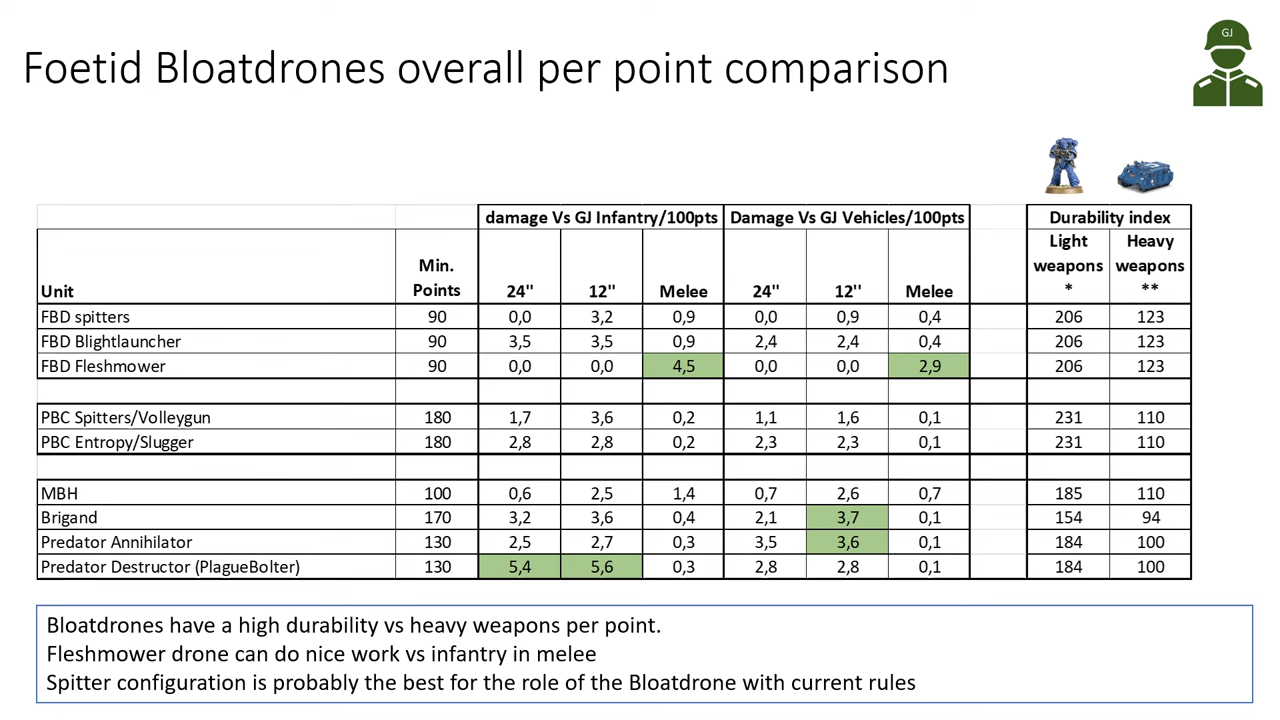 GJ
Foetid Bloatdrones overall per point comparison
damage Vs GJ Infantry/100pts Damage Vs GJ Vehicles/100pts Durability index
Unit Min. Points 24" 12" Melee 24" 12" Melee Light weapons * Heavy weapons **
FBD spitters 90 0,0 3,2 0,9 0,0 0,9 0,4 206 123
FBD Blightlauncher 90 3,5 3,5 0,9 2,4 2,4 0,4 206 123
FBD Fleshmower 90 0,0 0,0 4,5 0,0 0,0 2,9 206 123
PBC Spitters/Volleygun 180 1,7 3,6 0,2 1,1 1,6 0,1 231 110
PBC Entropy/Slugger 180 2,8 2,8 0,2 2,3 2,3 0,1 231 110
MBH 100 0,6 2,5 1,4 0,7 2,6 0,7 185 110
Brigand 170 3,2 3,6 0,4 2,1 3,7 0,1 154 94
Predator Annihilator 130 2,5 2,7 0,3 3,5 3,6 0,1 184 100
Predator Destructor (PlagueBolter) 130 5,4 5,6 0,3 2,8 2,8 0,1 184 100
Bloatdrones have a high durability vs heavy weapons per point.
Fleshmower drone can do nice work vs infantry in melee
Spitter configuration is probably the best for the role of the Bloatdrone with current rules